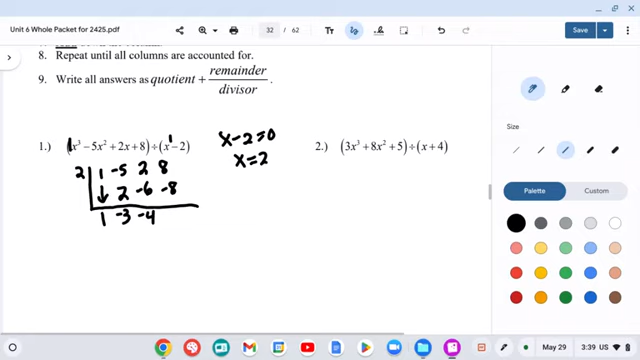 Unit 6 Whole Packet for 2425.pdf
32 / 62
Save
8. Repeat until all columns are accounted for.
9. Write all answers as quotient + remainder/divisor.
1.) (1x³ − 5x² + 2x + 8) ÷ (x¹ − 2)
x − 2 = 0
x = 2
2 | 1 -5 2 8
↓ 2 -6 -8
1 -3 -4
2.) (3x³ + 8x² + 5) ÷ (x + 4)
Size
Palette
Custom
May 29
3:39 AM